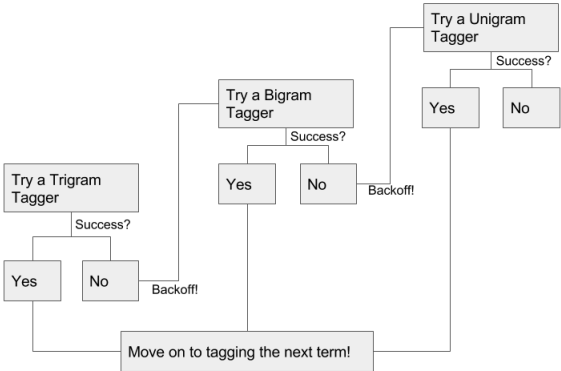 Try a Unigram
Tagger
Success?
Yes
No
Try a Bigram
Tagger
Success?
Yes
No
Backoff!
Try a Trigram
Tagger
Success?
Yes
No
Backoff!
Move on to tagging the next term!